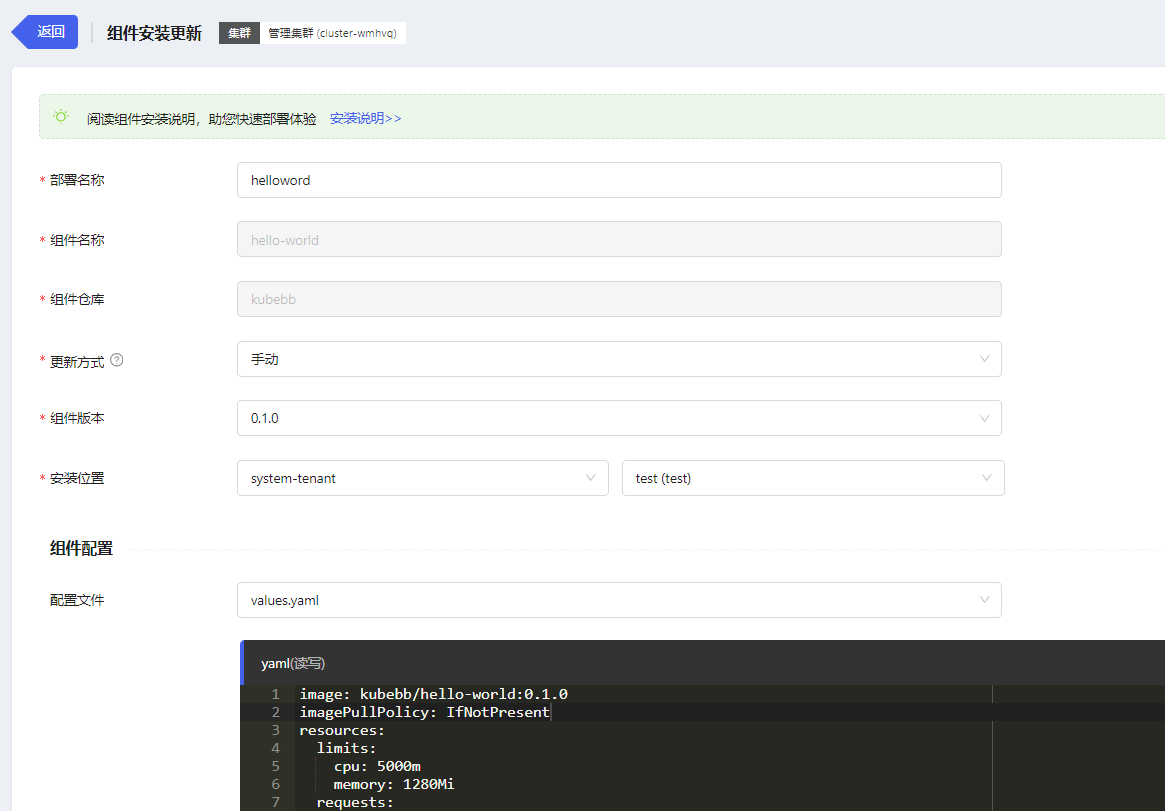 返回 组件安装更新 集群 管理集群 (cluster-wmhvq)
阅读组件安装说明，助您快速部署体验 安装说明>>
* 部署名称 helloword
* 组件名称 hello-world
* 组件仓库 kubebb
* 更新方式 ? 手动
* 组件版本 0.1.0
* 安装位置 system-tenant test (test)
组件配置
配置文件 values.yaml
yaml(读写)
1 image: kubebb/hello-world:0.1.0
2 imagePullPolicy: IfNotPresent
3 resources:
4 limits:
5 cpu: 5000m
6 memory: 1280Mi
7 requests: